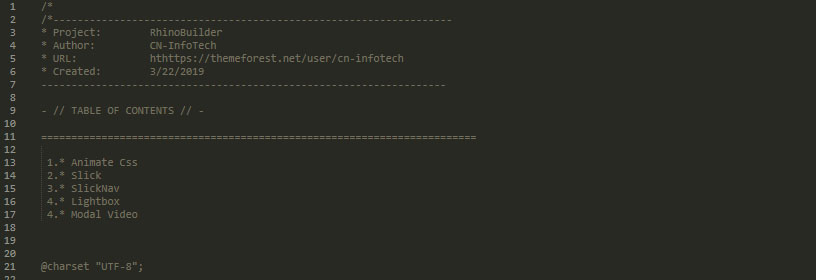 1 /*
2 /*------------------------------------------------------------------
3 * Project: RhinoBuilder
4 * Author: CN-InfoTech
5 * URL: hthttps://themeforest.net/user/cn-infotech
6 * Created: 3/22/2019
7 -------------------------------------------------------------------
8
9 - // TABLE OF CONTENTS // -
10
11 ========================================================================
12
13 1.* Animate Css
14 2.* Slick
15 3.* SlickNav
16 4.* Lightbox
17 4.* Modal Video
18
19
20
21 @charset "UTF-8";
22